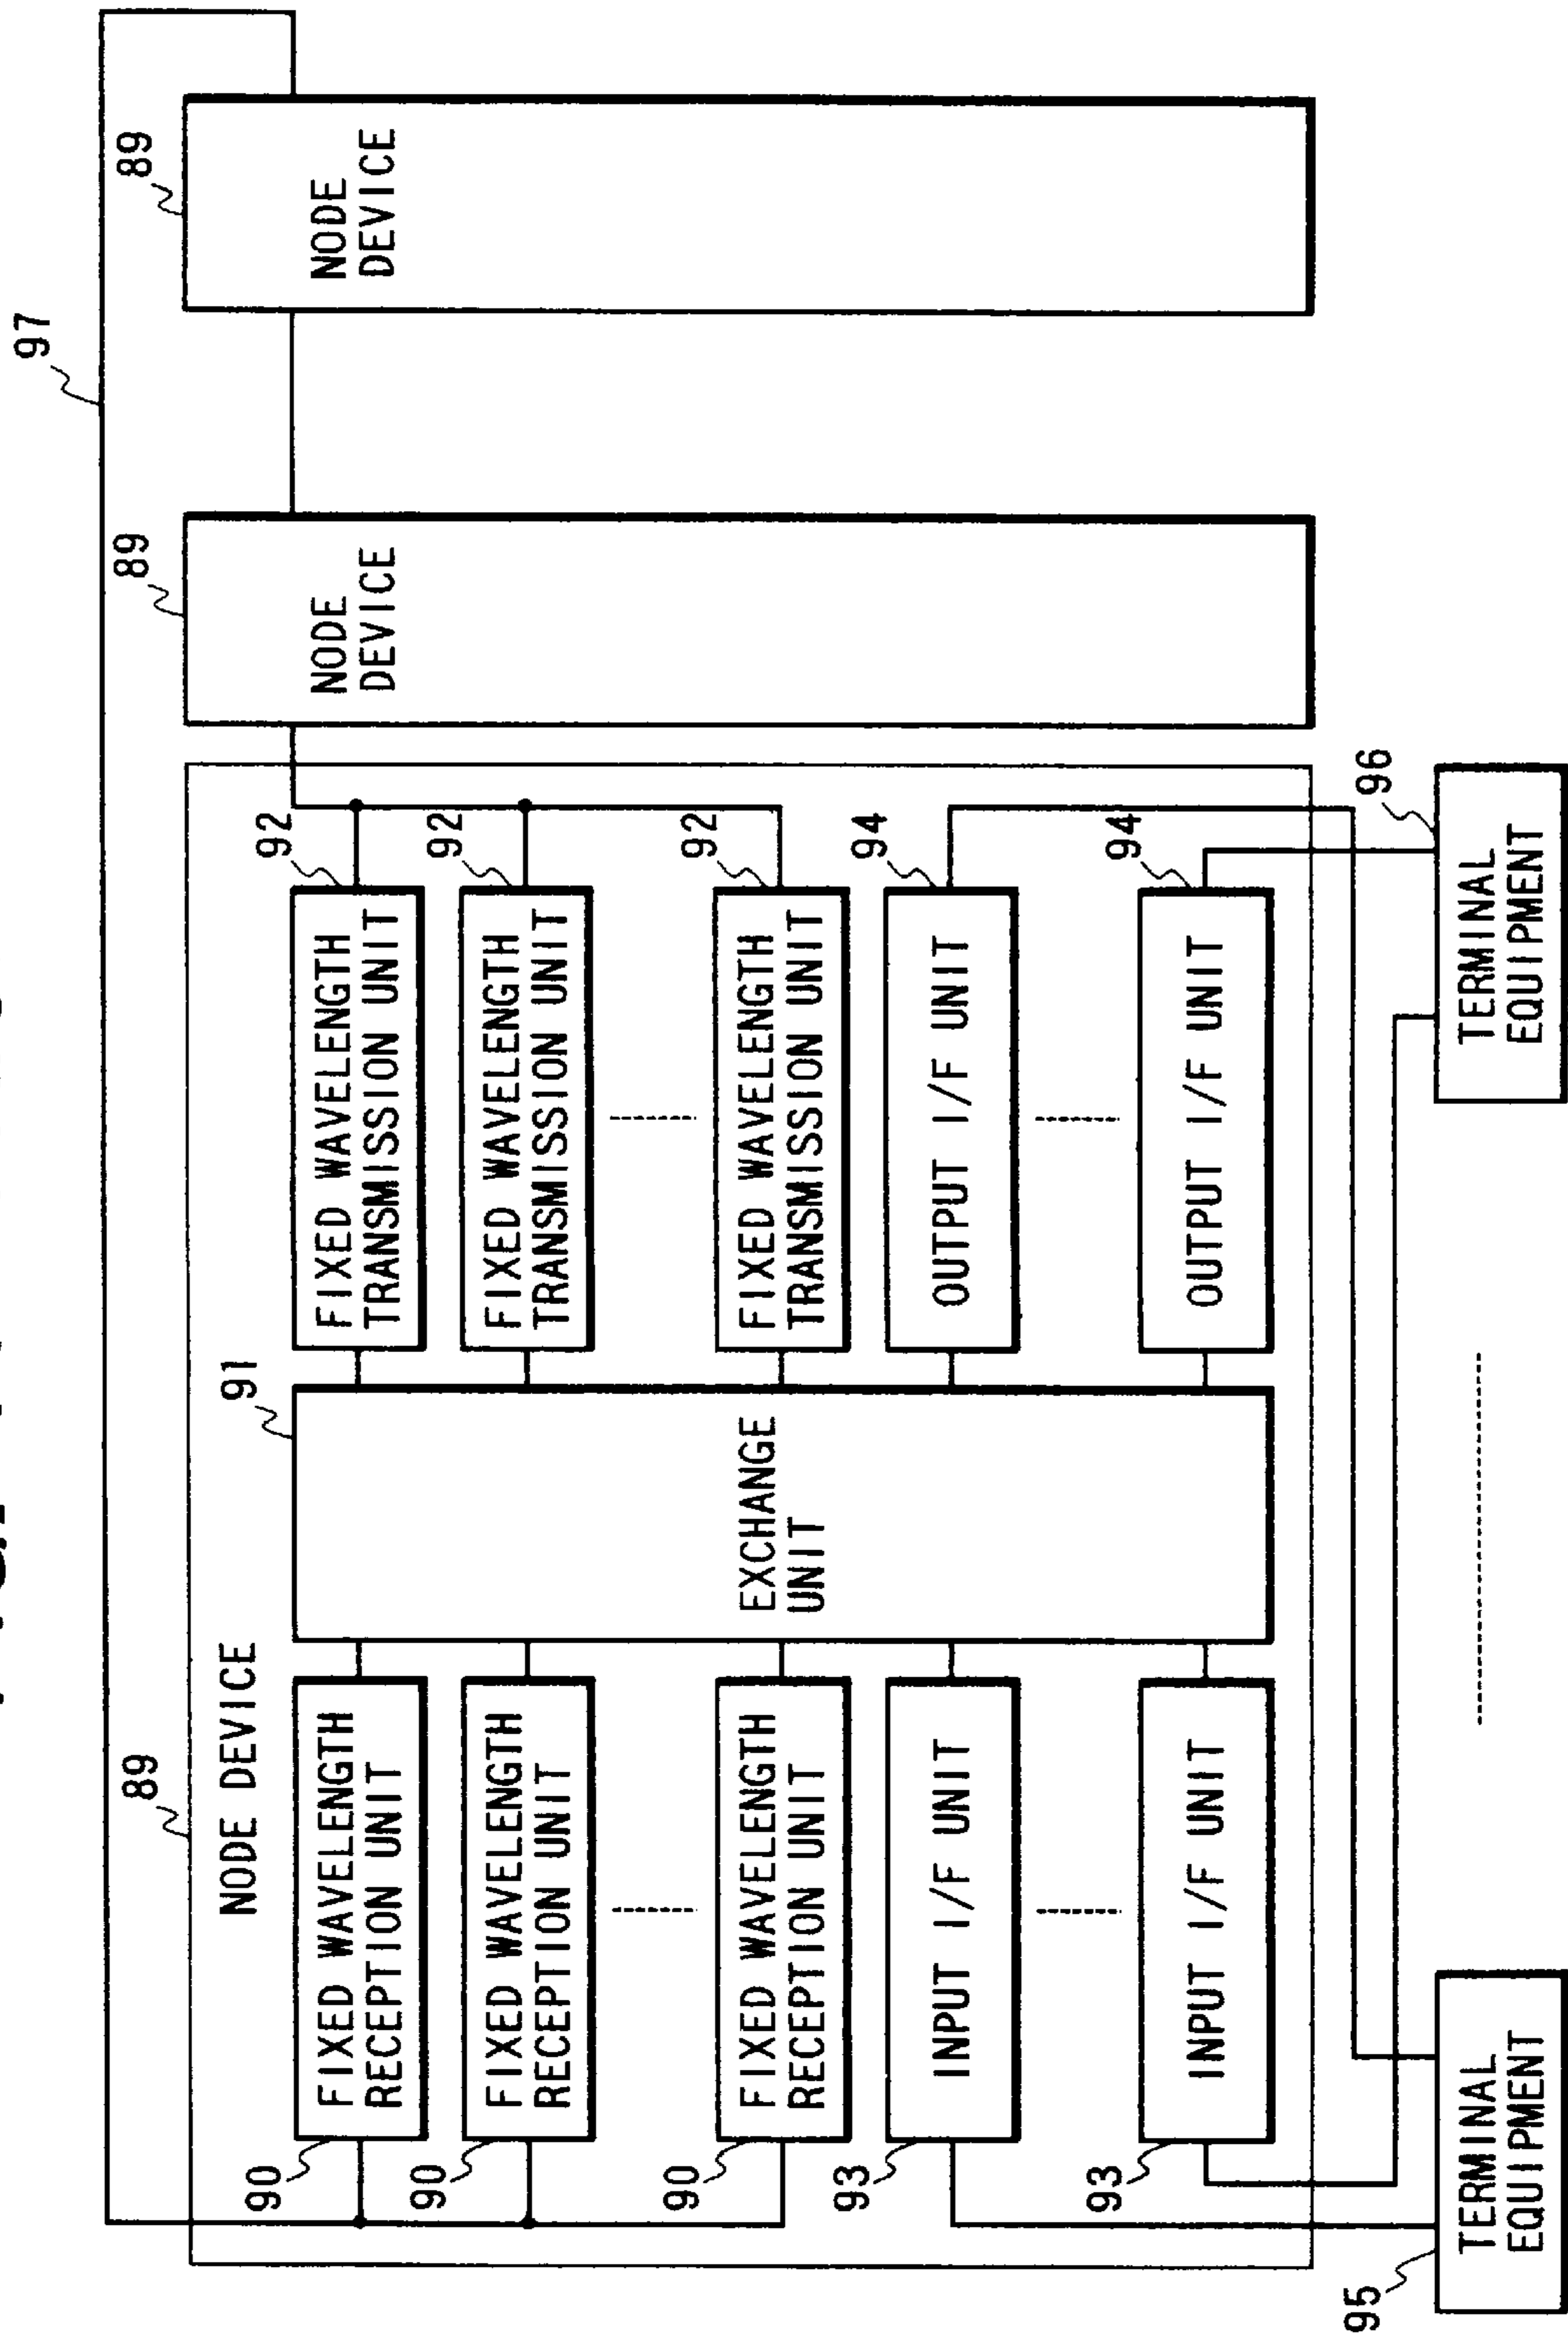 97
89
89
89
NODE DEVICE
91
90
92
FIXED WAVELENGTH
RECEPTION UNIT
FIXED WAVELENGTH
TRANSMISSION UNIT
NODE
DEVICE
NODE
DEVICE
90
92
FIXED WAVELENGTH
RECEPTION UNIT
FIXED WAVELENGTH
TRANSMISSION UNIT
90
92
FIXED WAVELENGTH
RECEPTION UNIT
EXCHANGE
UNIT
FIXED WAVELENGTH
TRANSMISSION UNIT
93
94
INPUT I/F UNIT
OUTPUT I/F UNIT
93
94
INPUT I/F UNIT
OUTPUT I/F UNIT
95
96
TERMINAL
EQUIPMENT
TERMINAL
EQUIPMENT